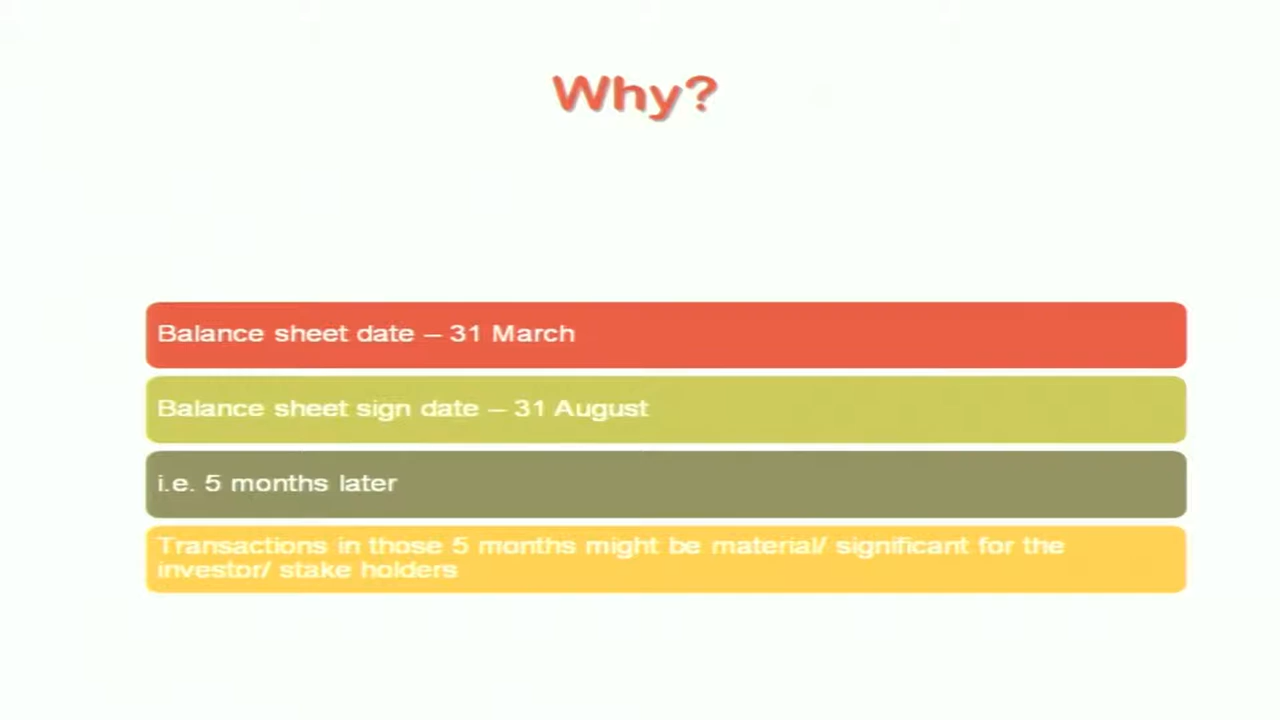 Why?
Balance sheet date – 31 March
Balance sheet sign date – 31 August
i.e. 5 months later
Transactions in those 5 months might be material/ significant for the
investor/ stake holders